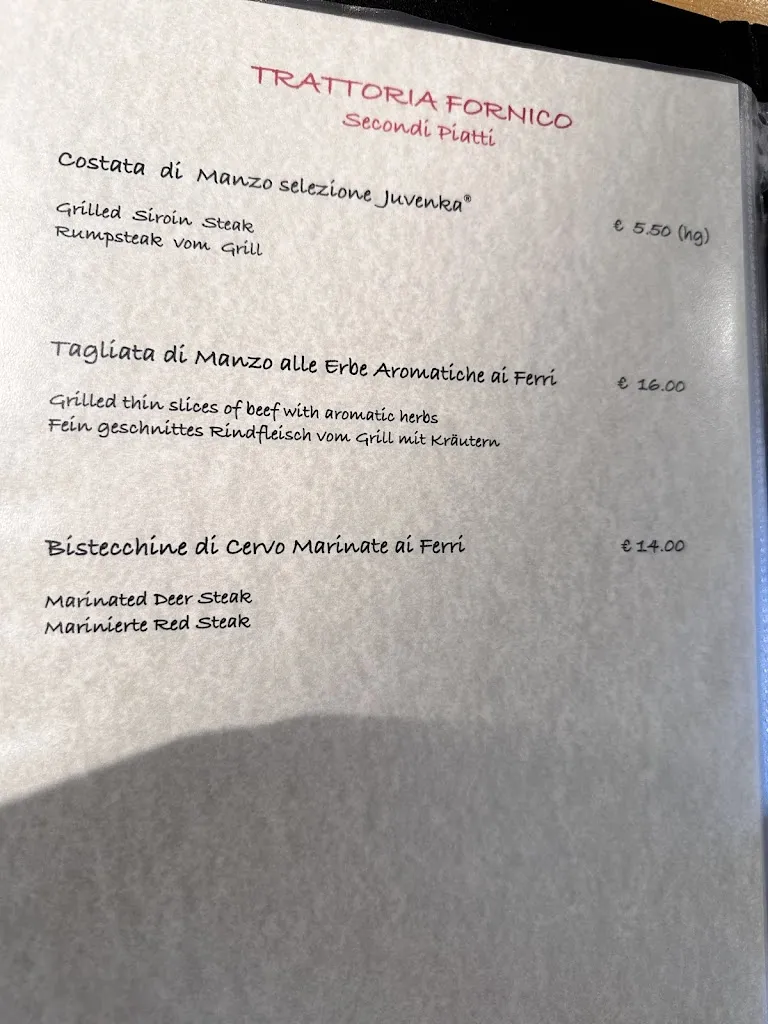 TRATTORIA FORNICO
Secondi Piatti
Costata di Manzo selezione Juvenka®
€ 5.50 (hg)
Grilled Siroin Steak
Rumpsteak vom Grill
Tagliata di Manzo alle Erbe Aromatiche ai Ferri
€ 16.00
Grilled thin slices of beef with aromatic herbs
Fein geschnittes Rindfleisch vom Grill mit Kräutern
Bistecchine di Cervo Marinate ai Ferri
€ 14.00
Marinated Deer Steak
Marinierte Red Steak